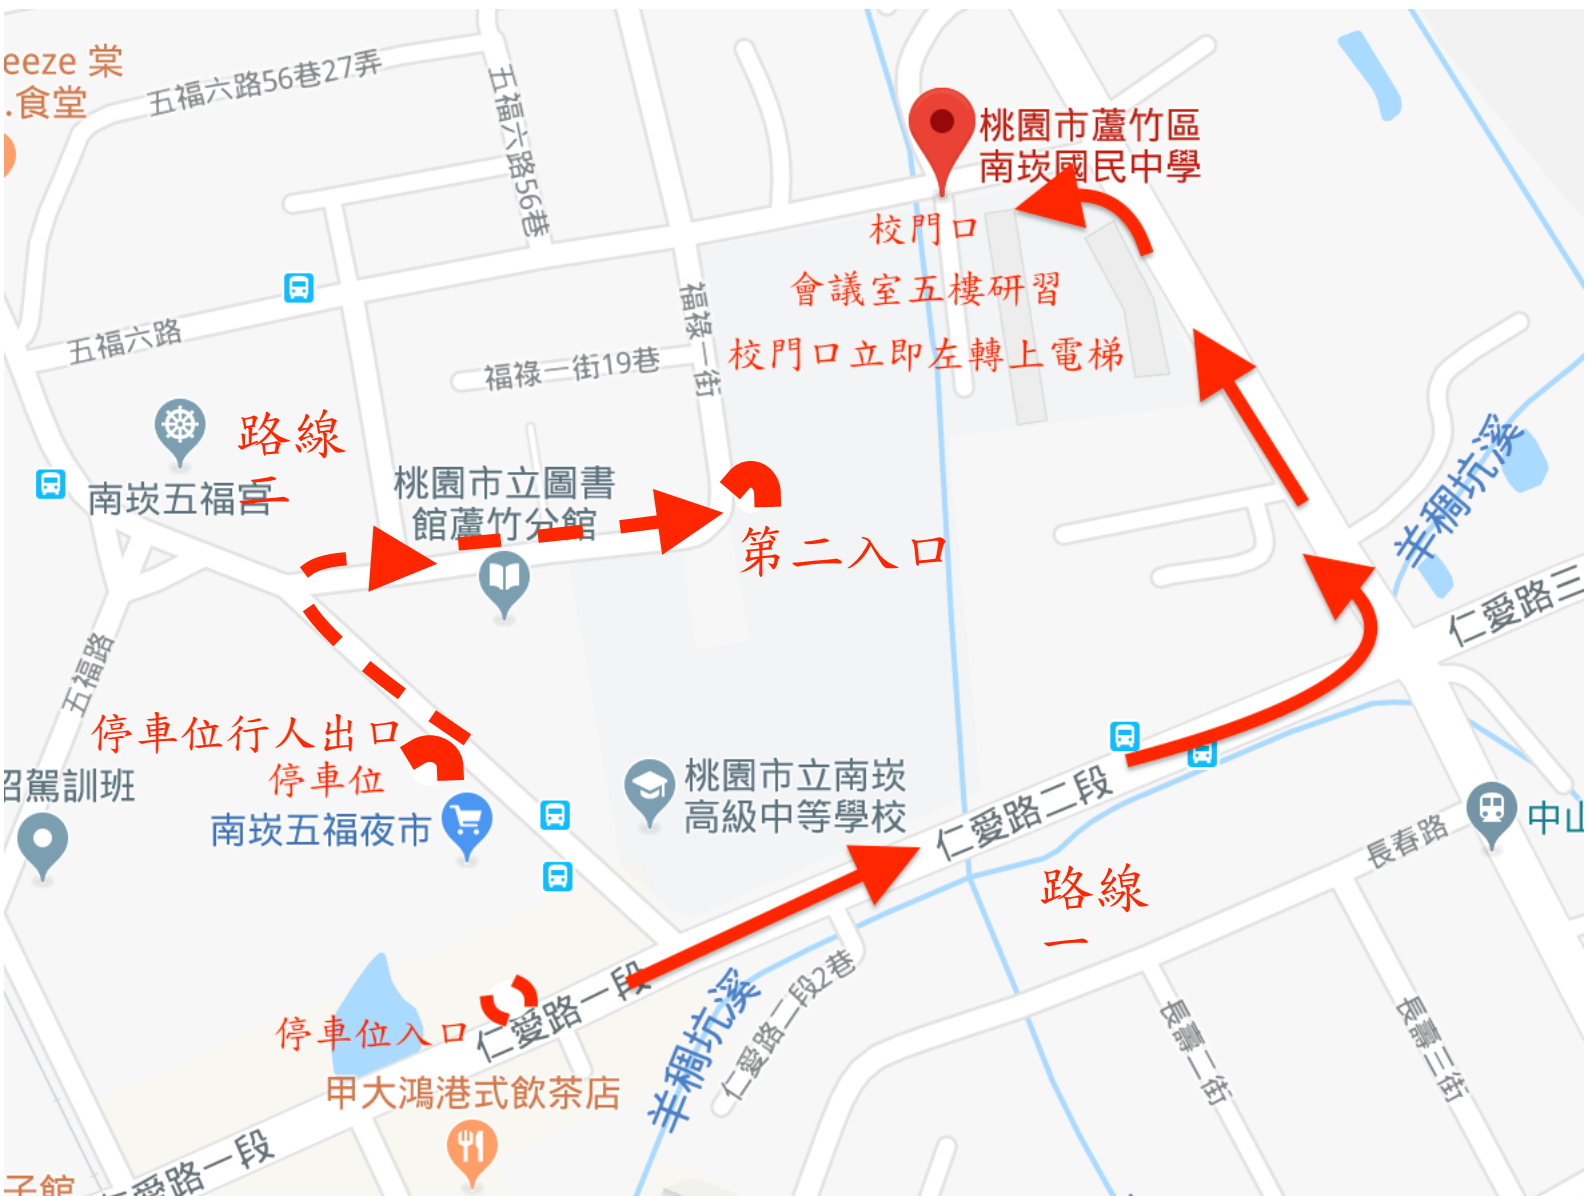 eeze 棠
.食堂
五福六路56巷27弄
五福六路56巷
桃園市蘆竹區
南崁國民中學
校門口
會議室五樓研習
校門口立即左轉上電梯
五福六路
福祿一街
福祿一街19巷
路線
二
南崁五福宮
桃園市立圖書
館蘆竹分館
第二入口
羊稠坑溪
仁愛路三
五福路
停車位行人出口
停車位
南崁五福夜市
駕訓班
桃園市立南崁
高級中等學校
仁愛路二段
長春路
中山
路線
一
仁愛路一段
停車位入口
羊稠坑溪
仁愛路二段2巷
長壽二街
長壽三街
甲天鴻港式飲茶店
仁愛路一段
子館